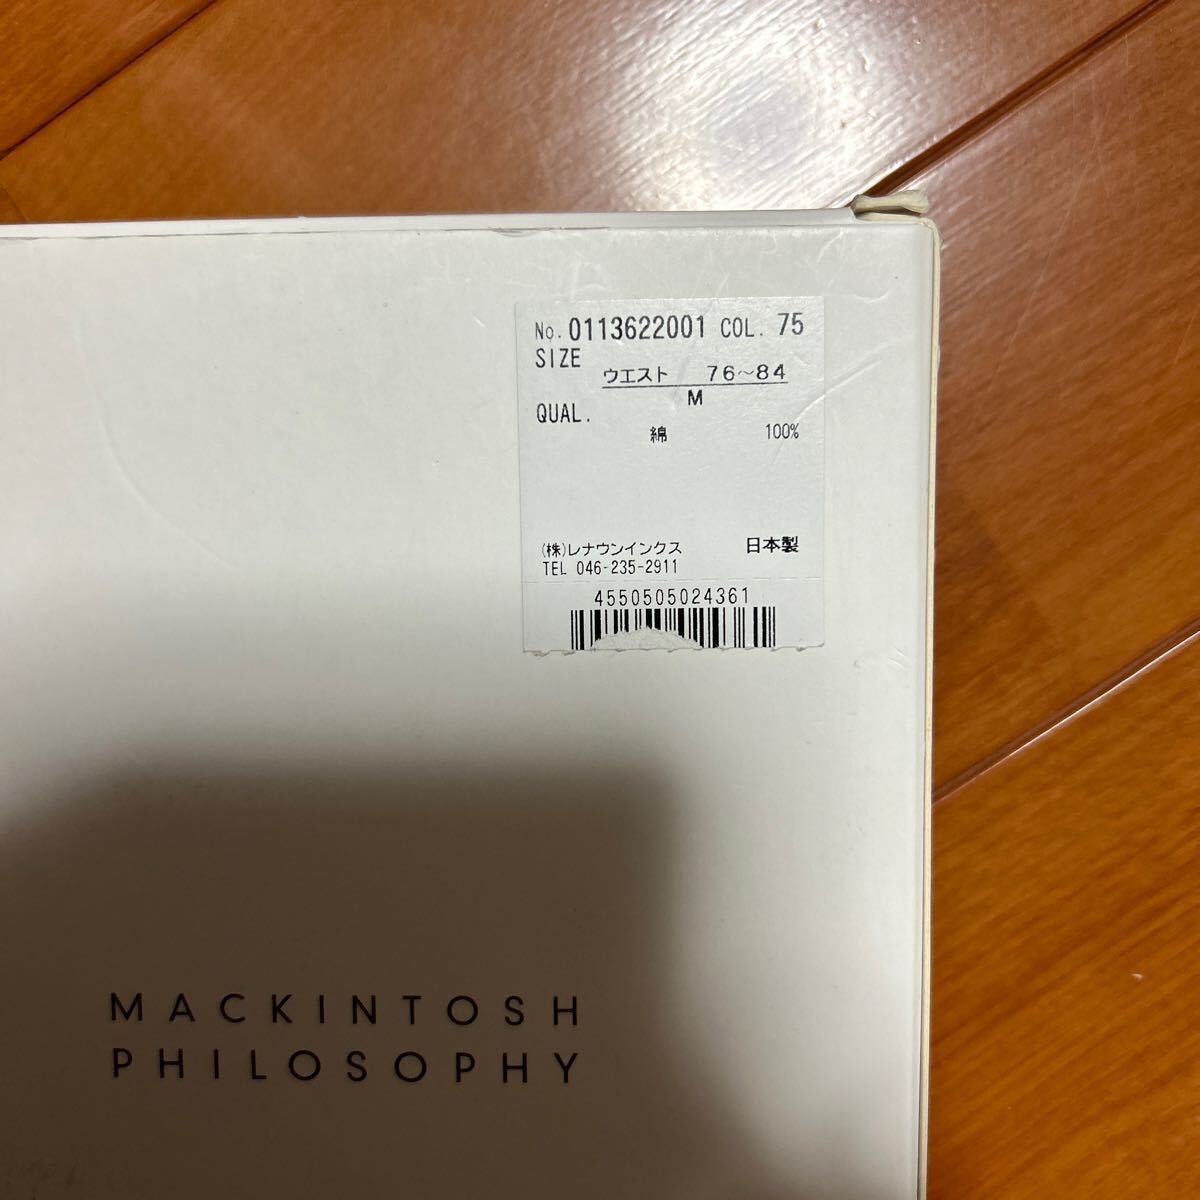 No. 0113622001 COL. 75
SIZE
ウエスト 76～84
M
QUAL.
綿 100%
(株)レナウンインクス 日本製
TEL 046-235-2911
4550505024361
MACKINTOSH
PHILOSOPHY